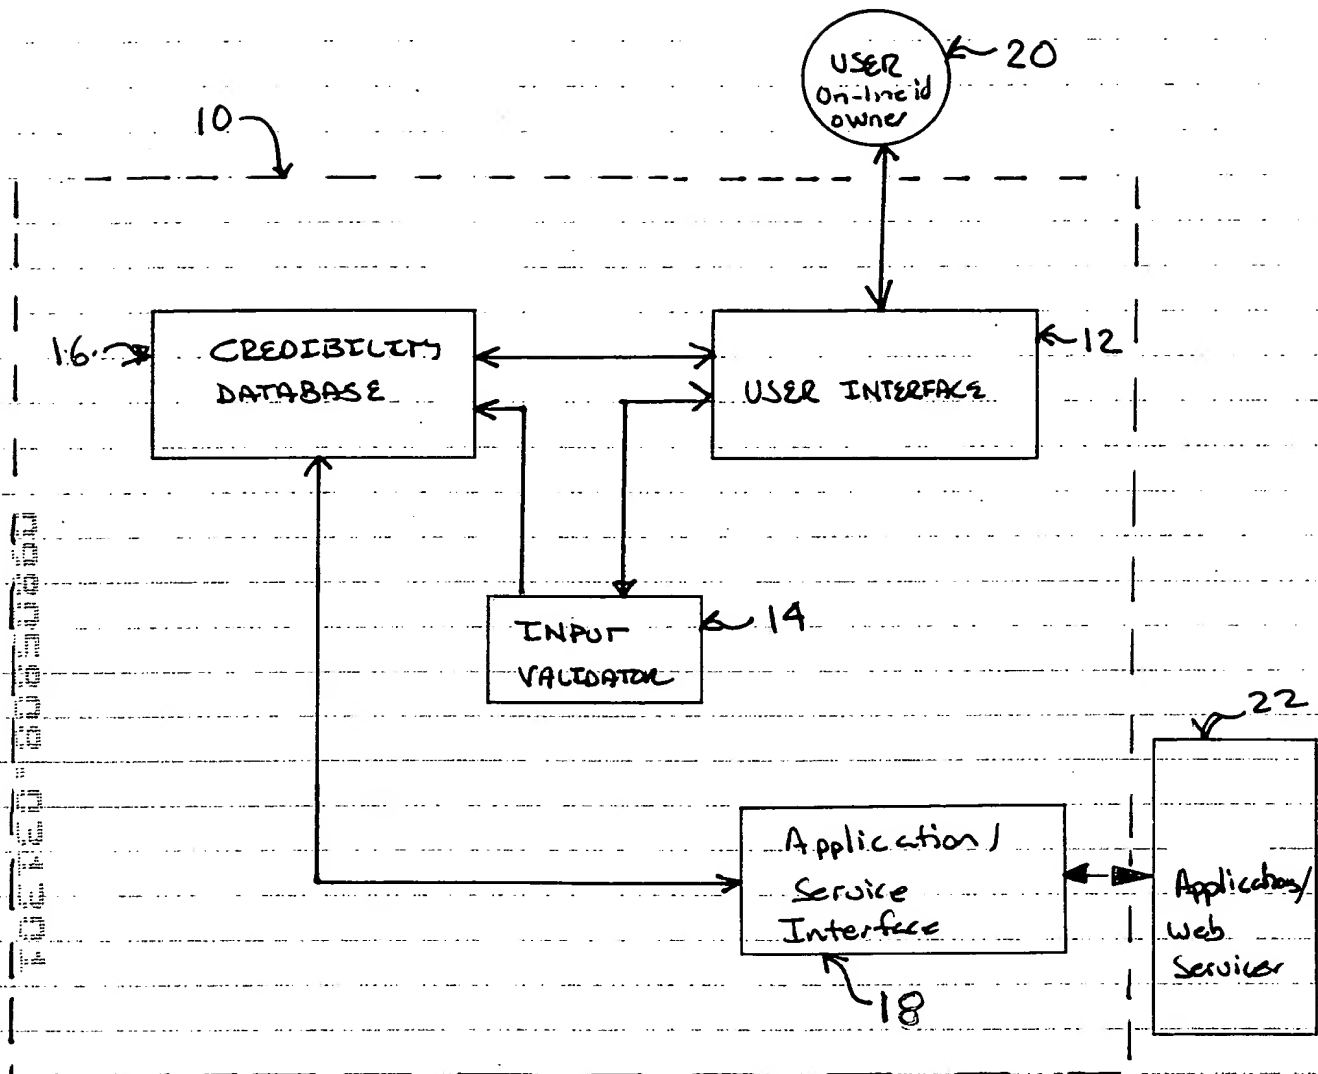 USER
On-line id
owner
20
10
16
CREDIBILITY
DATABASE
USER INTERFACE
12
INPUT
VALIDATOR
14
22
Application/
Service
Interface
18
Application/
Web
Services